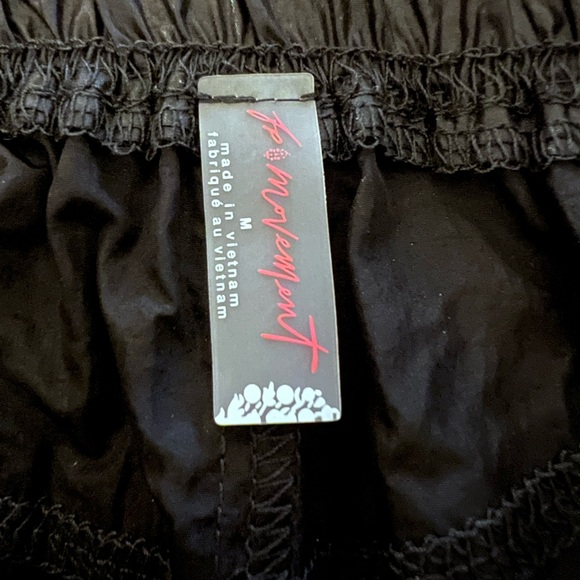 fp movement
M
made in vietnam
fabriqué au vietnam